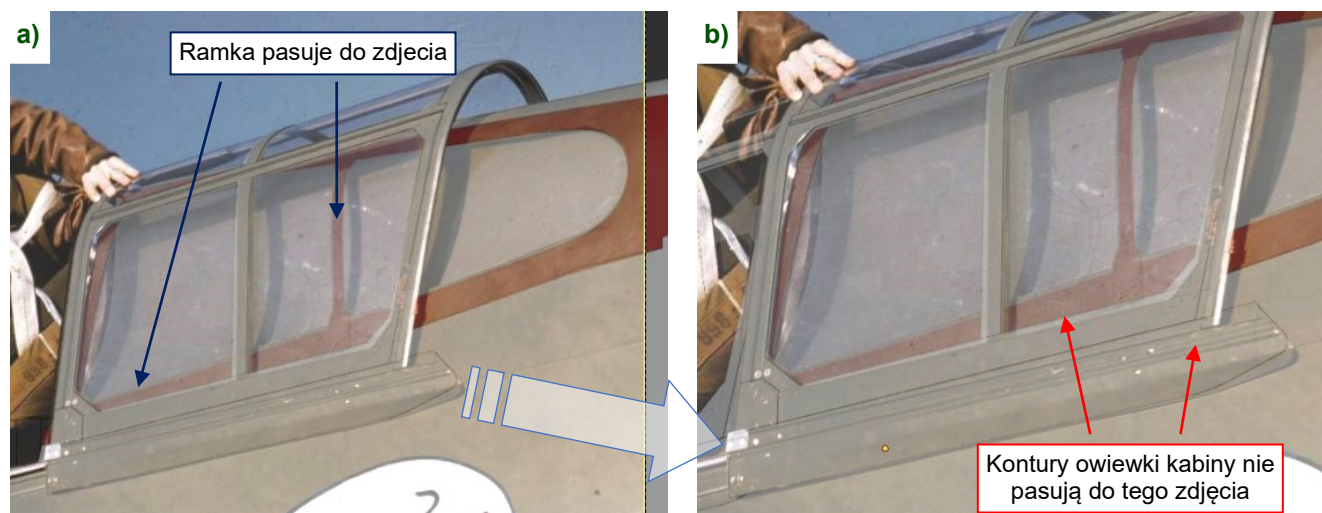 a)
Ramka pasuje do zdjecia
b)
Kontury owiewki kabiny nie
pasują do tego zdjęcia